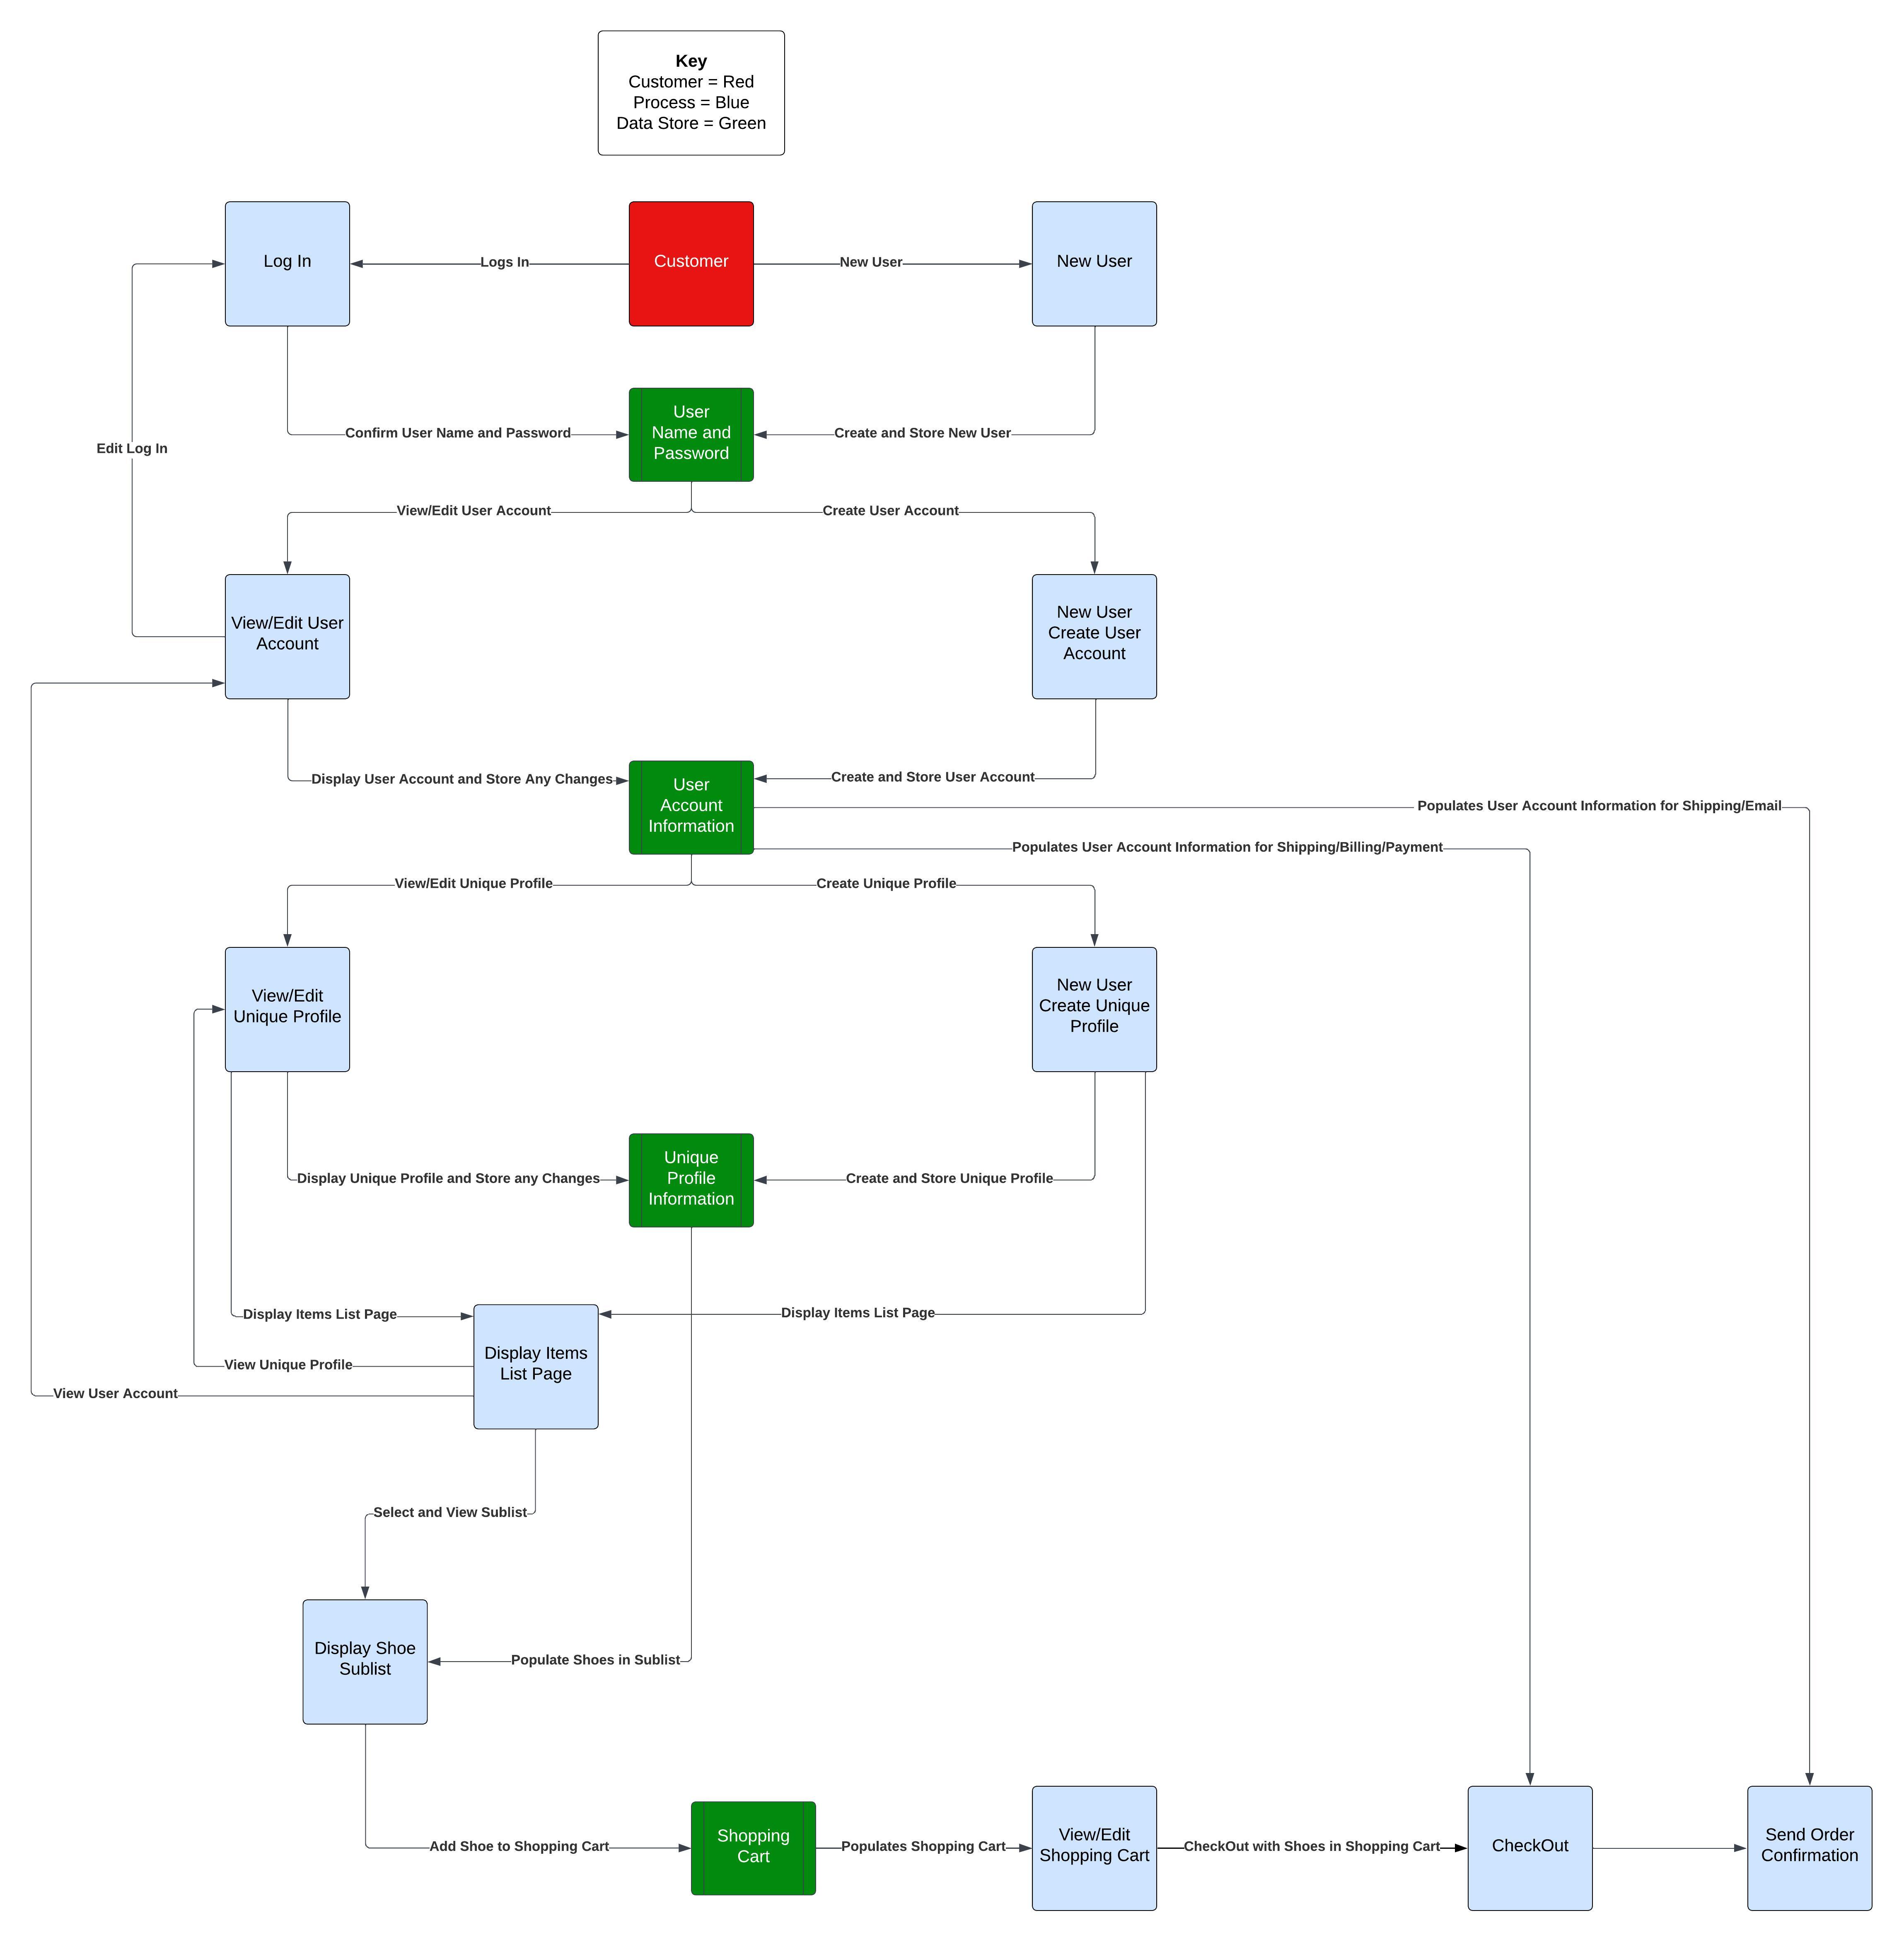 Key
Customer = Red
Process = Blue
Data Store = Green
Log In
Logs In
Customer
New User
New User
User
Name and
Password
Confirm User Name and Password
Create and Store New User
Edit Log In
View/Edit User Account
Create User Account
View/Edit User
Account
New User
Create User
Account
Display User Account and Store Any Changes
User
Account
Information
Create and Store User Account
Populates User Account Information for Shipping/Email
Populates User Account Information for Shipping/Billing/Payment
View/Edit Unique Profile
Create Unique Profile
View/Edit
Unique Profile
New User
Create Unique
Profile
Display Unique Profile and Store any Changes
Unique
Profile
Information
Create and Store Unique Profile
Display Items List Page
Display Items List Page
Display Items
List Page
View Unique Profile
View User Account
Select and View Sublist
Display Shoe
Sublist
Populate Shoes in Sublist
Add Shoe to Shopping Cart
Shopping
Cart
Populates Shopping Cart
View/Edit
Shopping Cart
CheckOut with Shoes in Shopping Cart
CheckOut
Send Order
Confirmation